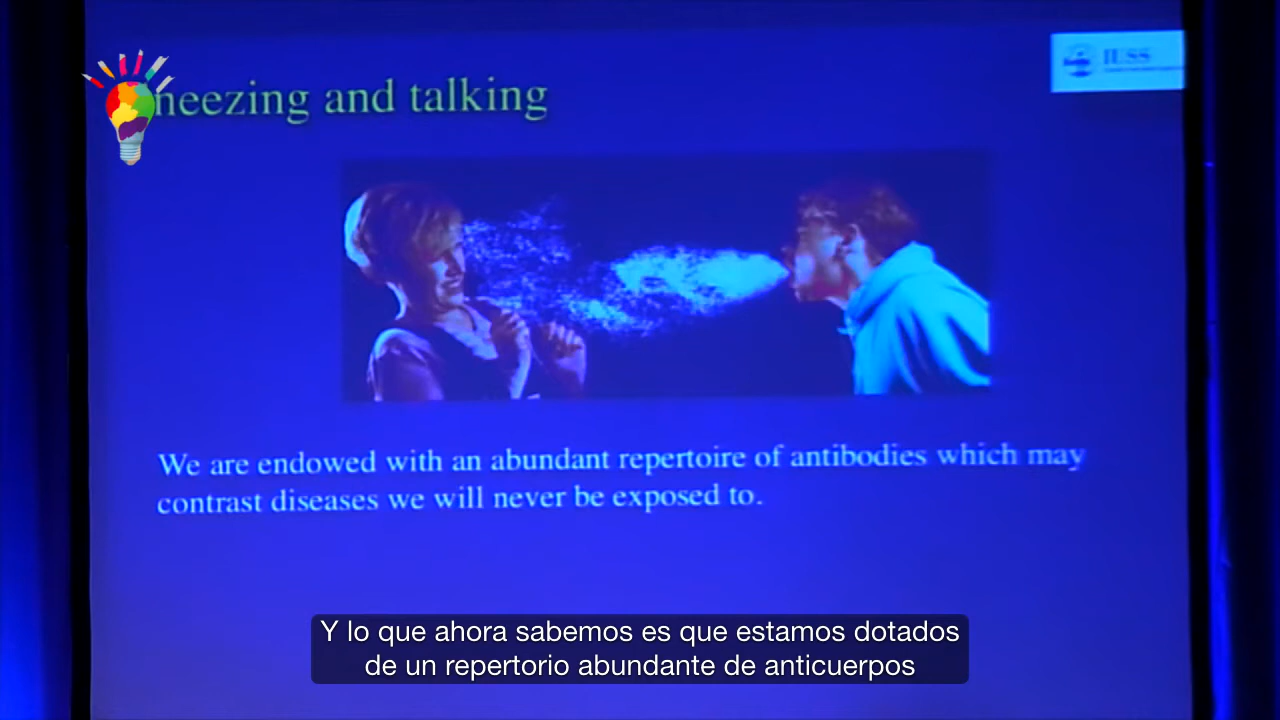 neezing and talking
IUSS
We are endowed with an abundant repertoire of antibodies which may
contrast diseases we will never be exposed to.
Y lo que ahora sabemos es que estamos dotados
de un repertorio abundante de anticuerpos